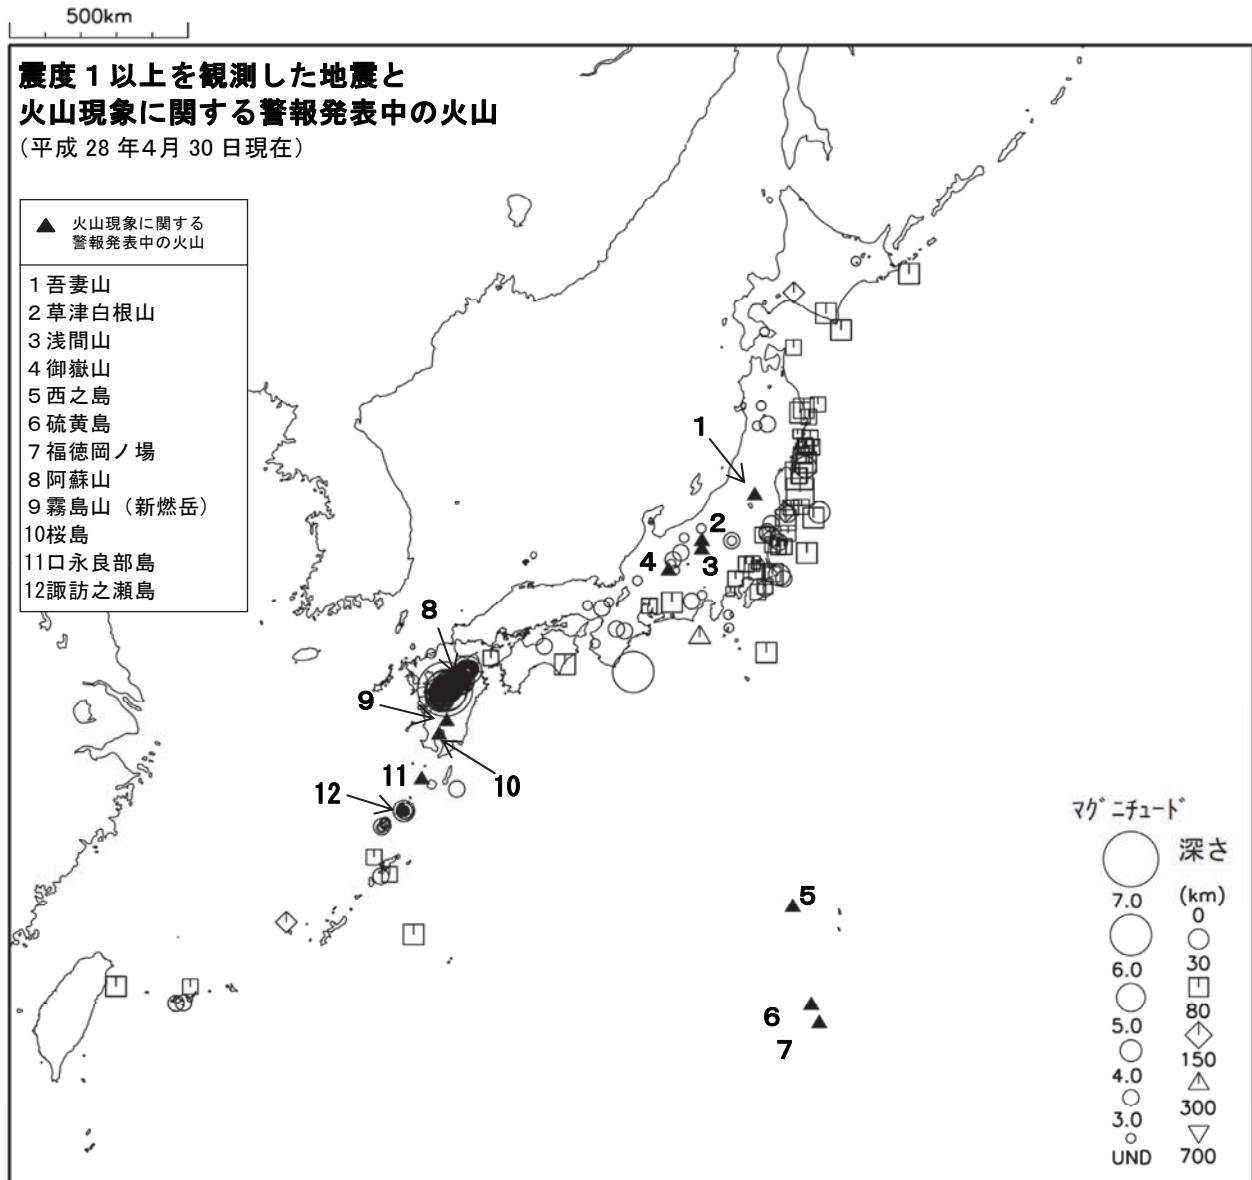 500km
震度１以上を観測した地震と
火山現象に関する警報発表中の火山
（平成 28 年4月 30 日現在）
▲ 火山現象に関する
警報発表中の火山
１吾妻山
２草津白根山
３浅間山
４御嶽山
５西之島
６硫黄島
７福徳岡ノ場
８阿蘇山
９霧島山（新燃岳）
10桜島
11口永良部島
12諏訪之瀬島
1
2
3
4
8
9
10
11
12
5
6
7
ﾏｸﾞﾆﾁｭｰﾄﾞ
7.0
6.0
5.0
4.0
3.0
UND
深さ
(km)
0
30
80
150
300
700